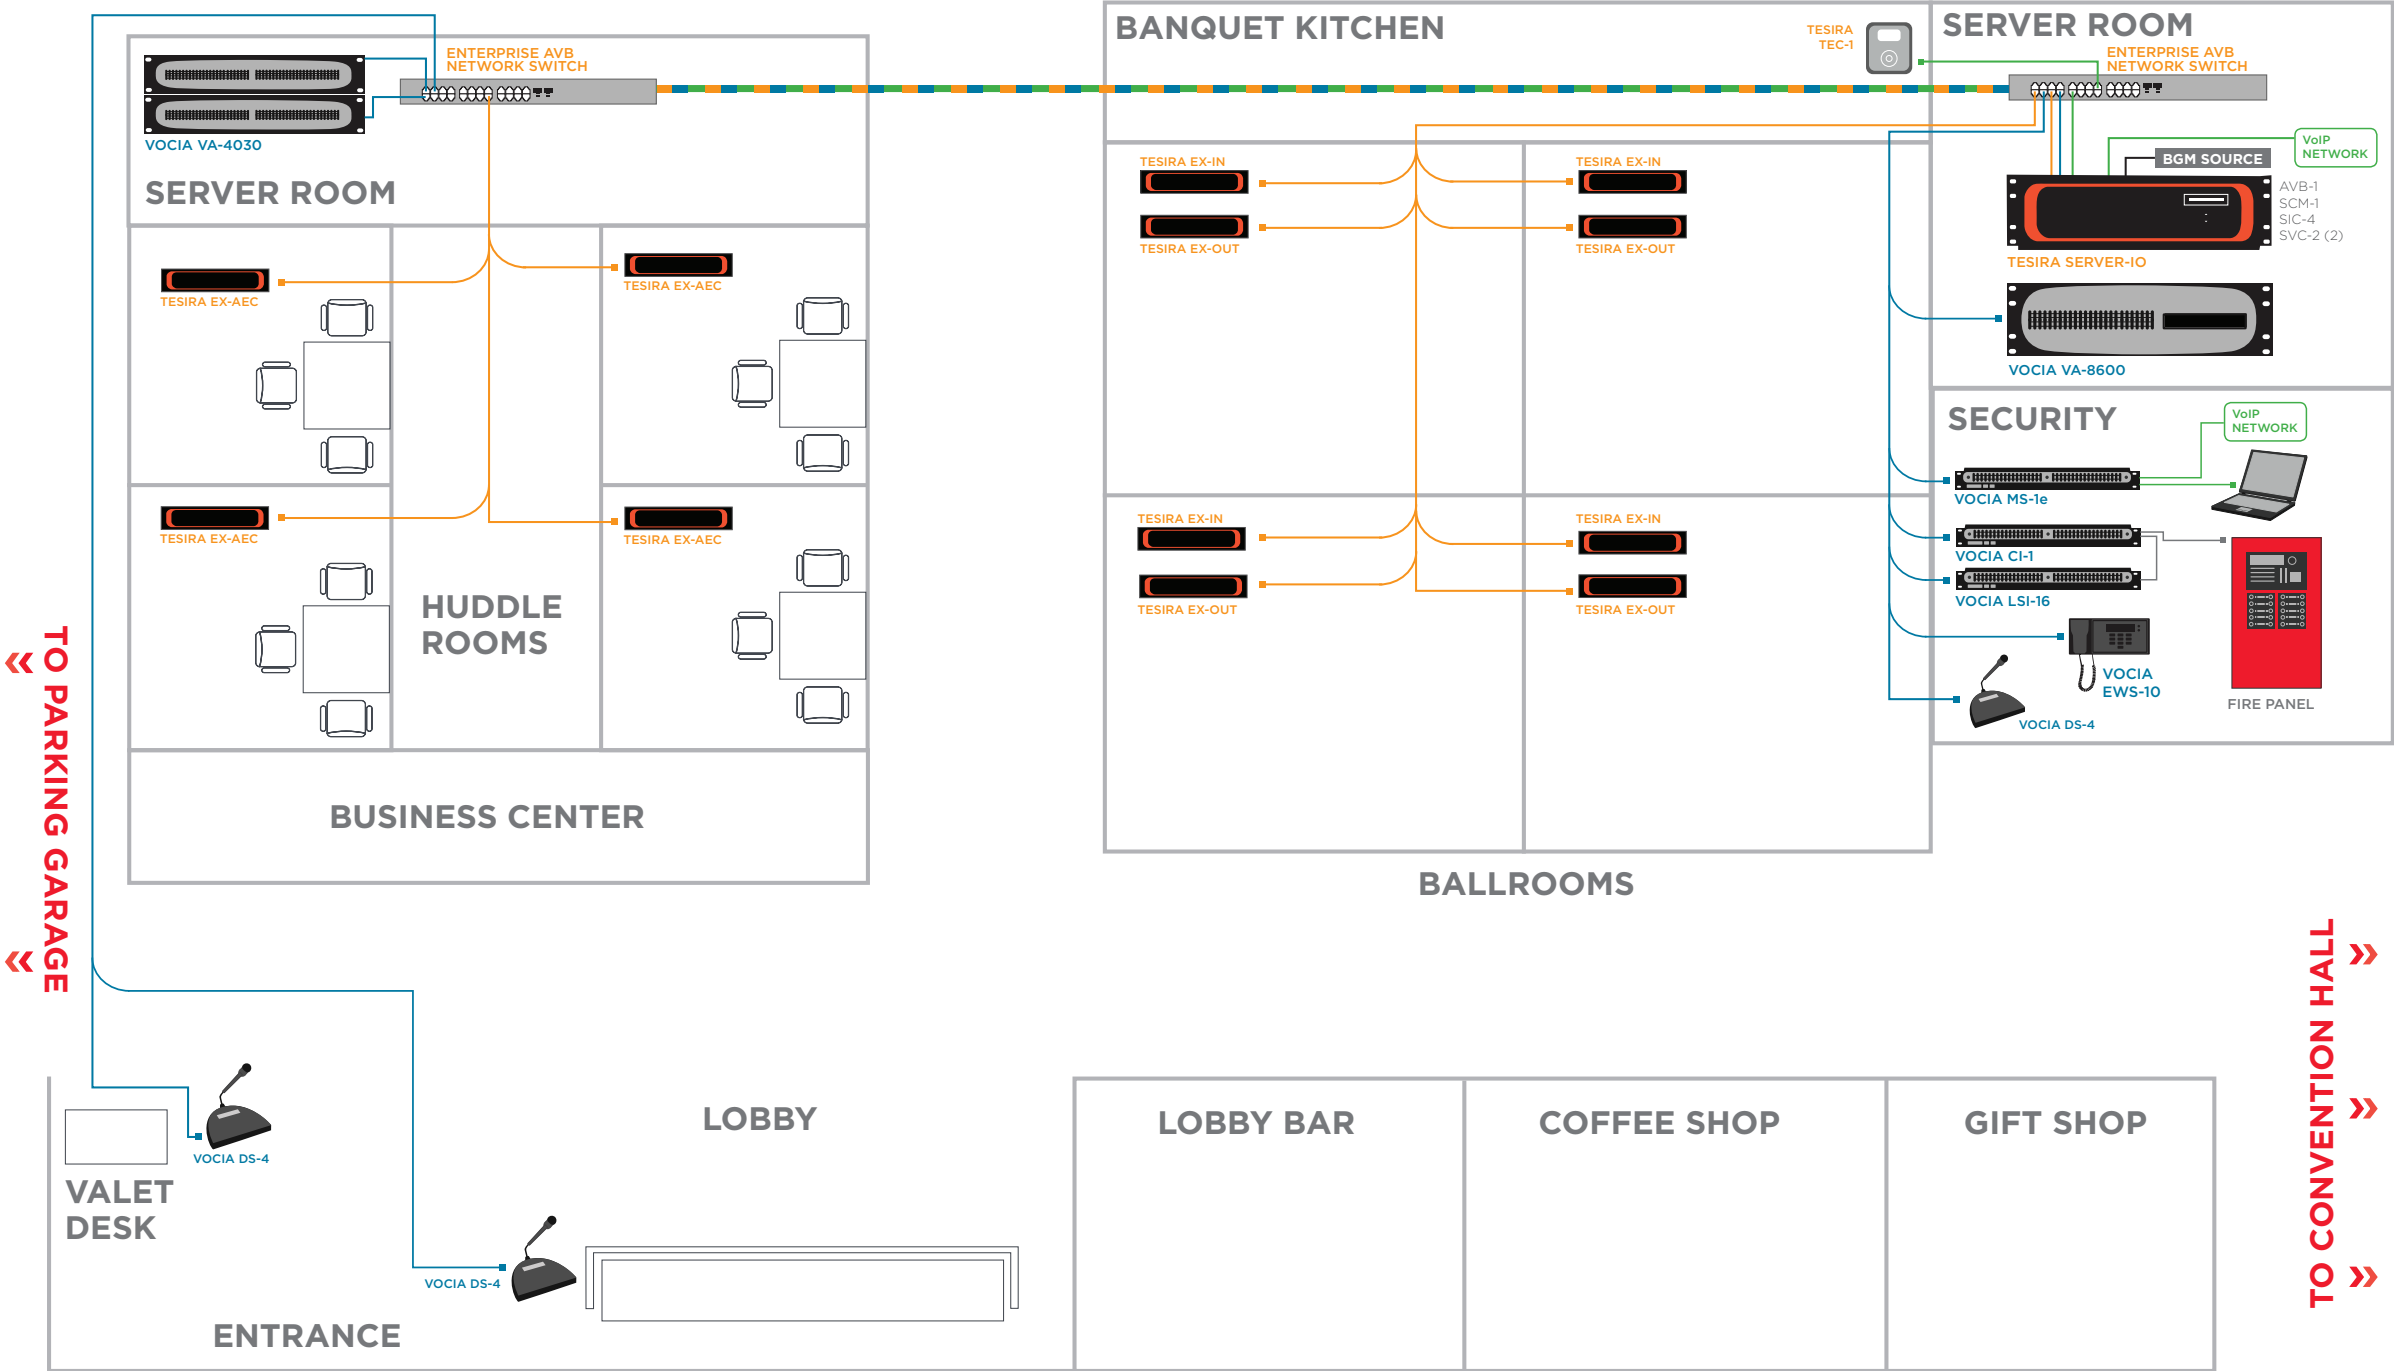 ENTERPRISE AVB
NETWORK SWITCH
VOCIA VA-4030
SERVER ROOM
TESIRA EX-AEC
TESIRA EX-AEC
TESIRA EX-AEC
TESIRA EX-AEC
HUDDLE
ROOMS
BUSINESS CENTER
TO PARKING GARAGE
BANQUET KITCHEN
TESIRA
TEC-1
TESIRA EX-IN
TESIRA EX-IN
TESIRA EX-OUT
TESIRA EX-OUT
TESIRA EX-IN
TESIRA EX-IN
TESIRA EX-OUT
TESIRA EX-OUT
BALLROOMS
SERVER ROOM
ENTERPRISE AVB
NETWORK SWITCH
VoIP
NETWORK
BGM SOURCE
AVB-1
SCM-1
SIC-4
SVC-2 (2)
TESIRA SERVER-IO
VOCIA VA-8600
SECURITY
VoIP
NETWORK
VOCIA MS-1e
VOCIA CI-1
VOCIA LSI-16
VOCIA
EWS-10
VOCIA DS-4
FIRE PANEL
TO CONVENTION HALL
VOCIA DS-4
VALET
DESK
LOBBY
VOCIA DS-4
ENTRANCE
LOBBY BAR
COFFEE SHOP
GIFT SHOP